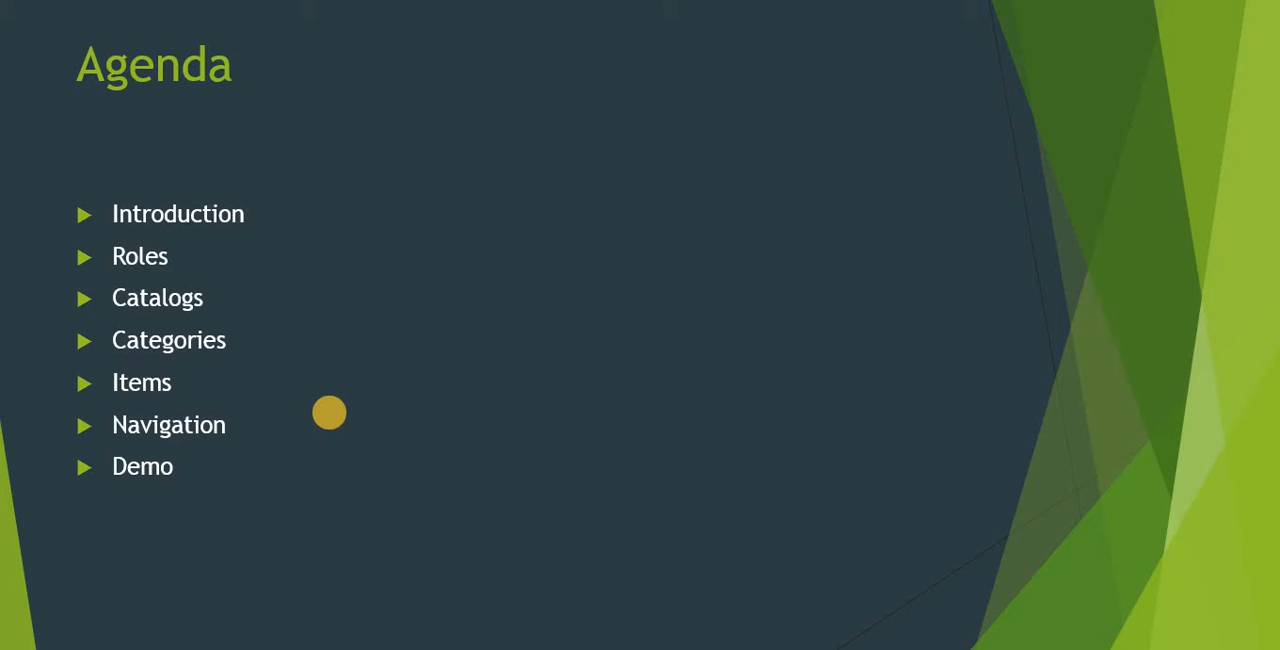 Agenda
Introduction
Roles
Catalogs
Categories
Items
Navigation
Demo